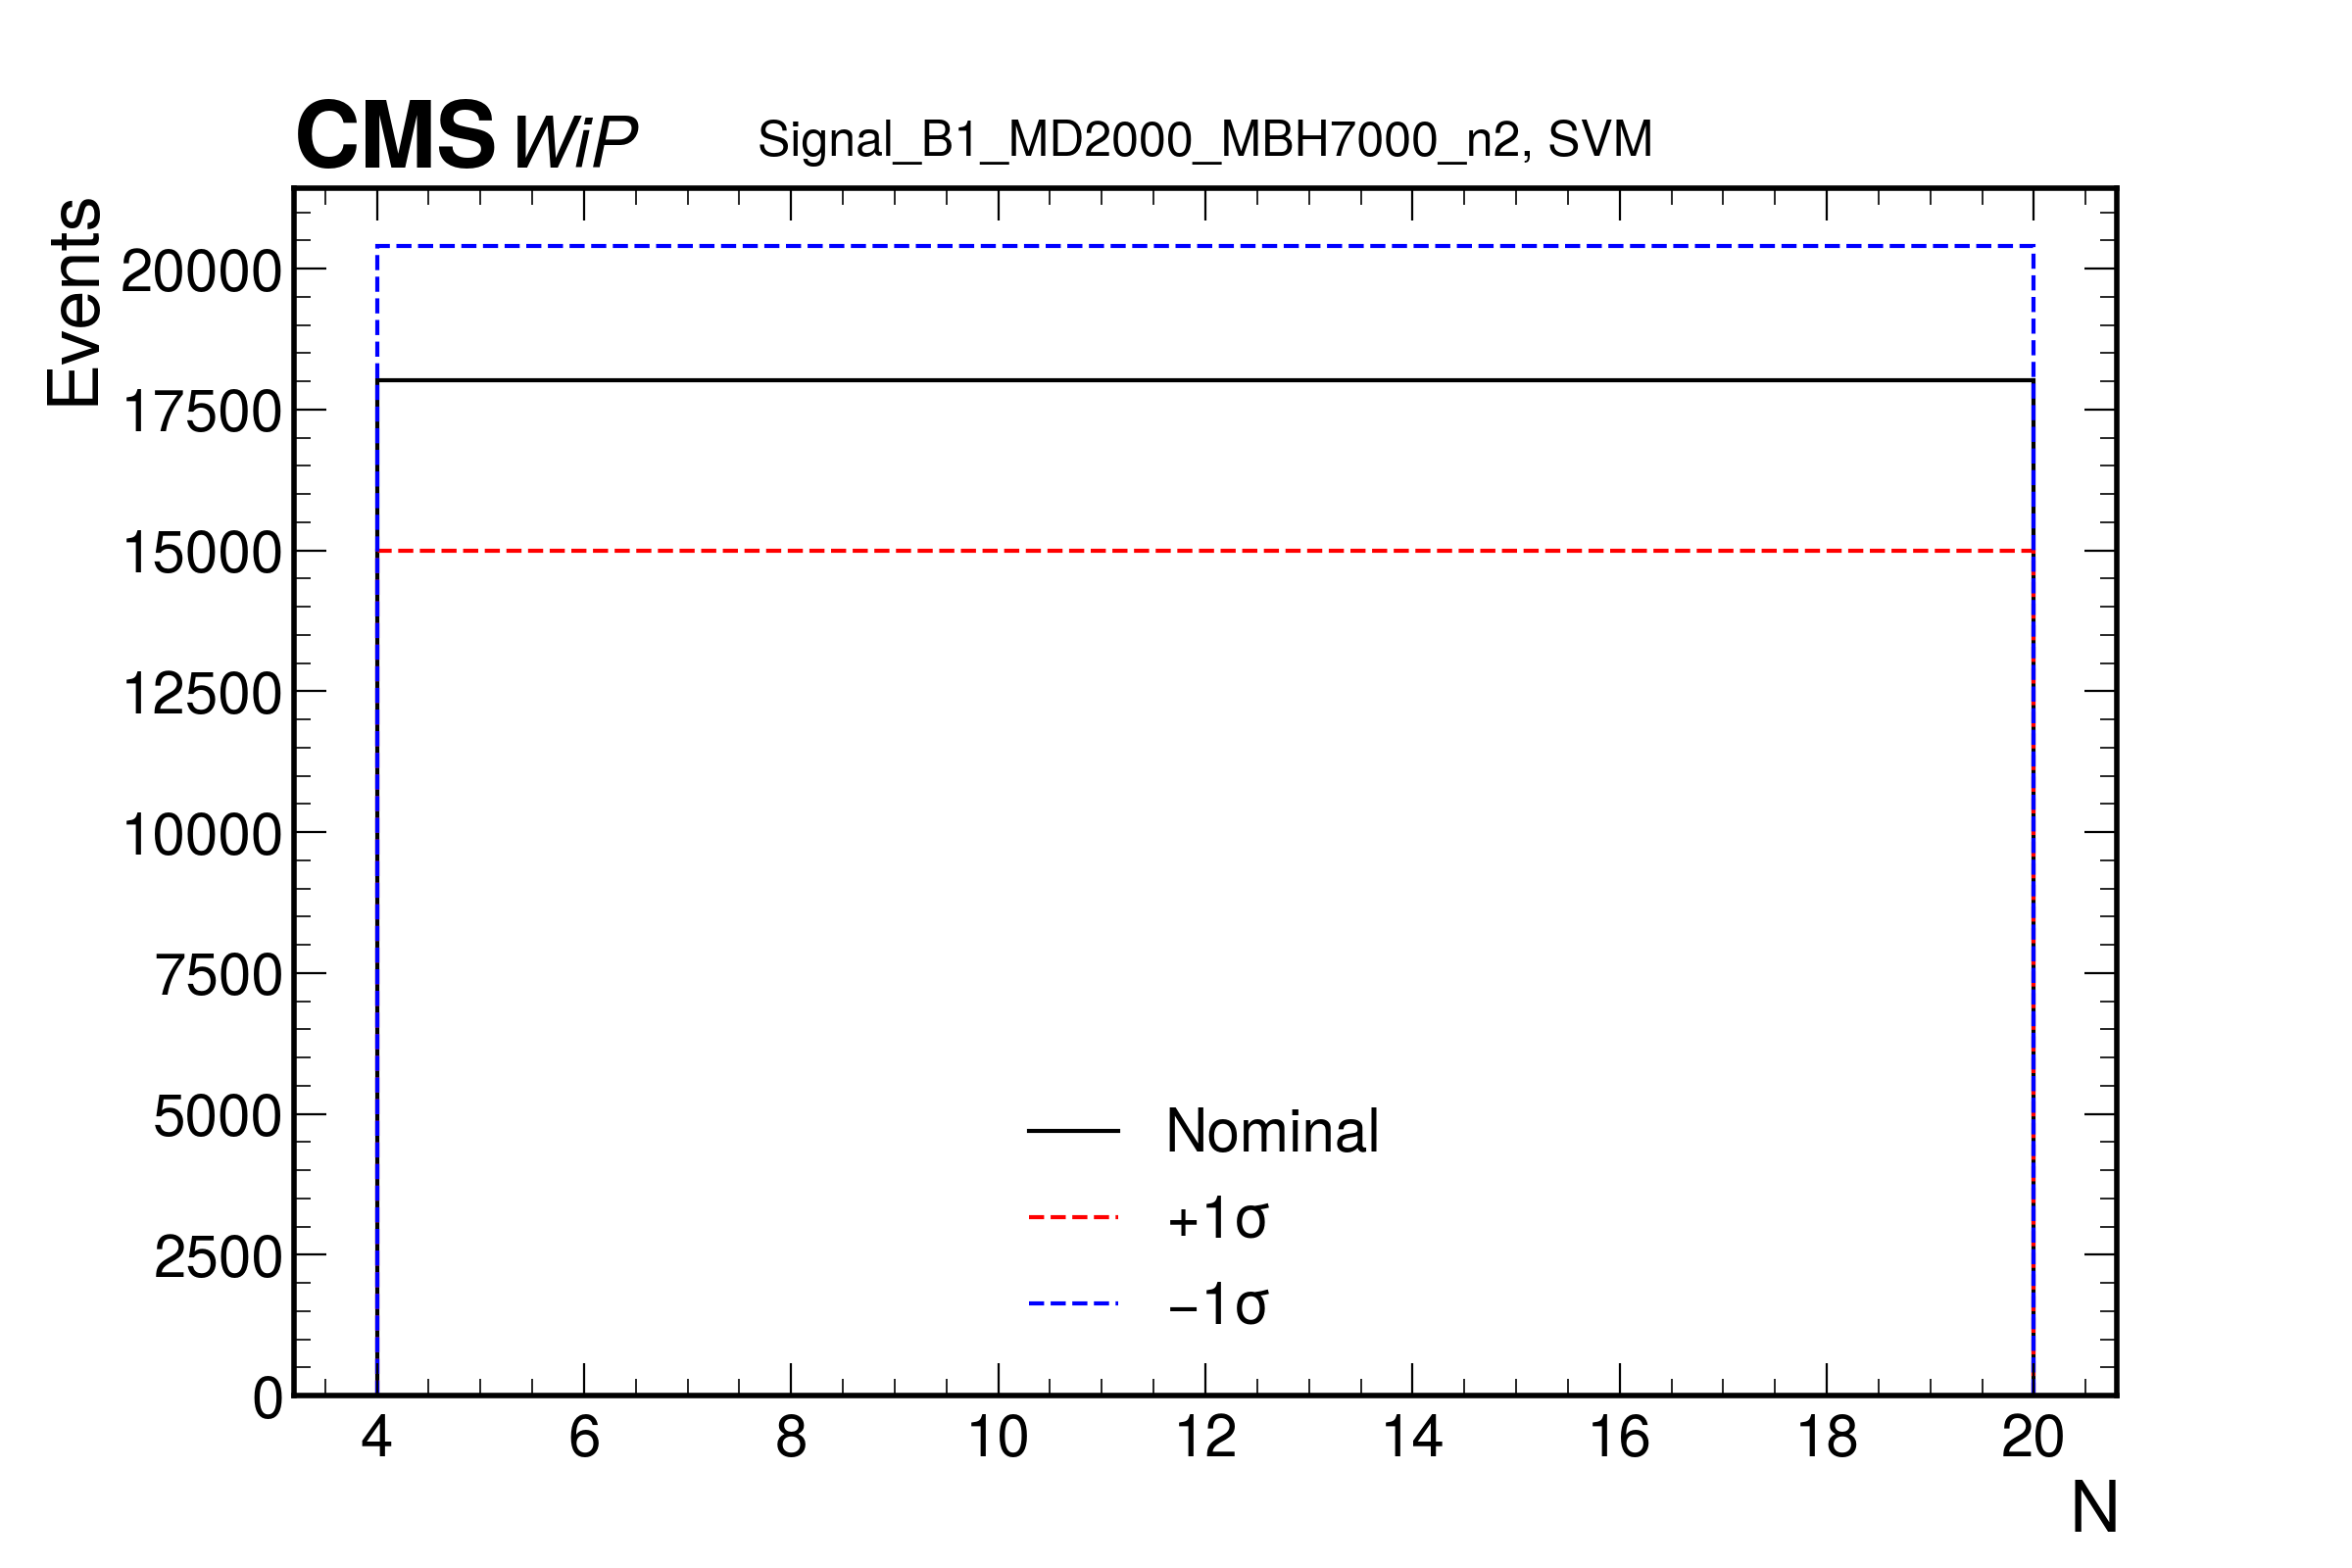 CMS WiP Signal_B1_MD2000_MBH7000_n2, SVM
Events
20000
17500
15000
12500
10000
7500
5000
2500
0
Nominal
+1σ
−1σ
4 6 8 10 12 14 16 18 20
N